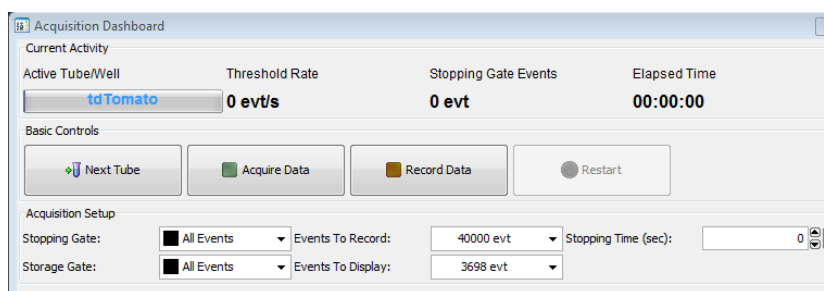 Acquisition Dashboard
Current Activity
Active Tube/Well Threshold Rate Stopping Gate Events Elapsed Time
tdTomato 0 evt/s 0 evt 00:00:00
Basic Controls
Next Tube Acquire Data Record Data Restart
Acquisition Setup
Stopping Gate: All Events Events To Record: 40000 evt Stopping Time (sec): 0
Storage Gate: All Events Events To Display: 3698 evt